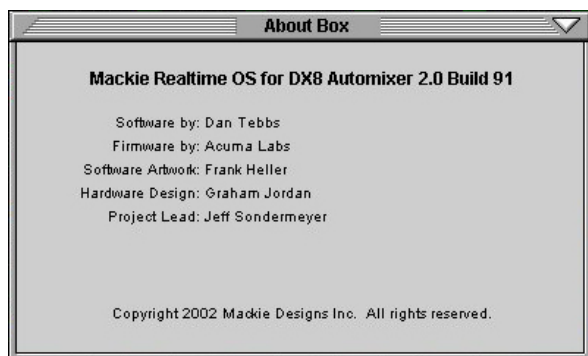 About Box
Mackie Realtime OS for DX8 Automixer 2.0 Build 91
Software by: Dan Tebbs
Firmware by: Acuma Labs
Software Artwork: Frank Heller
Hardware Design: Graham Jordan
Project Lead: Jeff Sondermeyer
Copyright 2002 Mackie Designs Inc. All rights reserved.